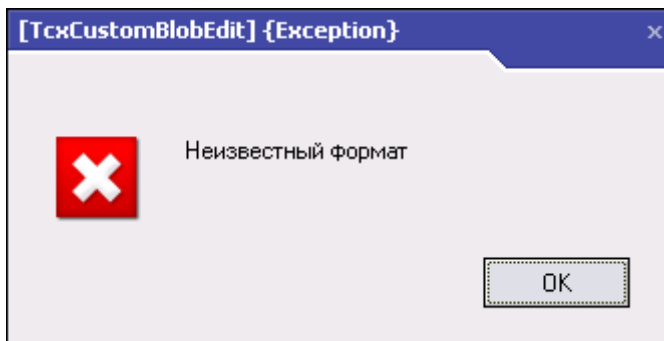 [TcxCustomBlobEdit] {Exception}
Неизвестный формат
OK